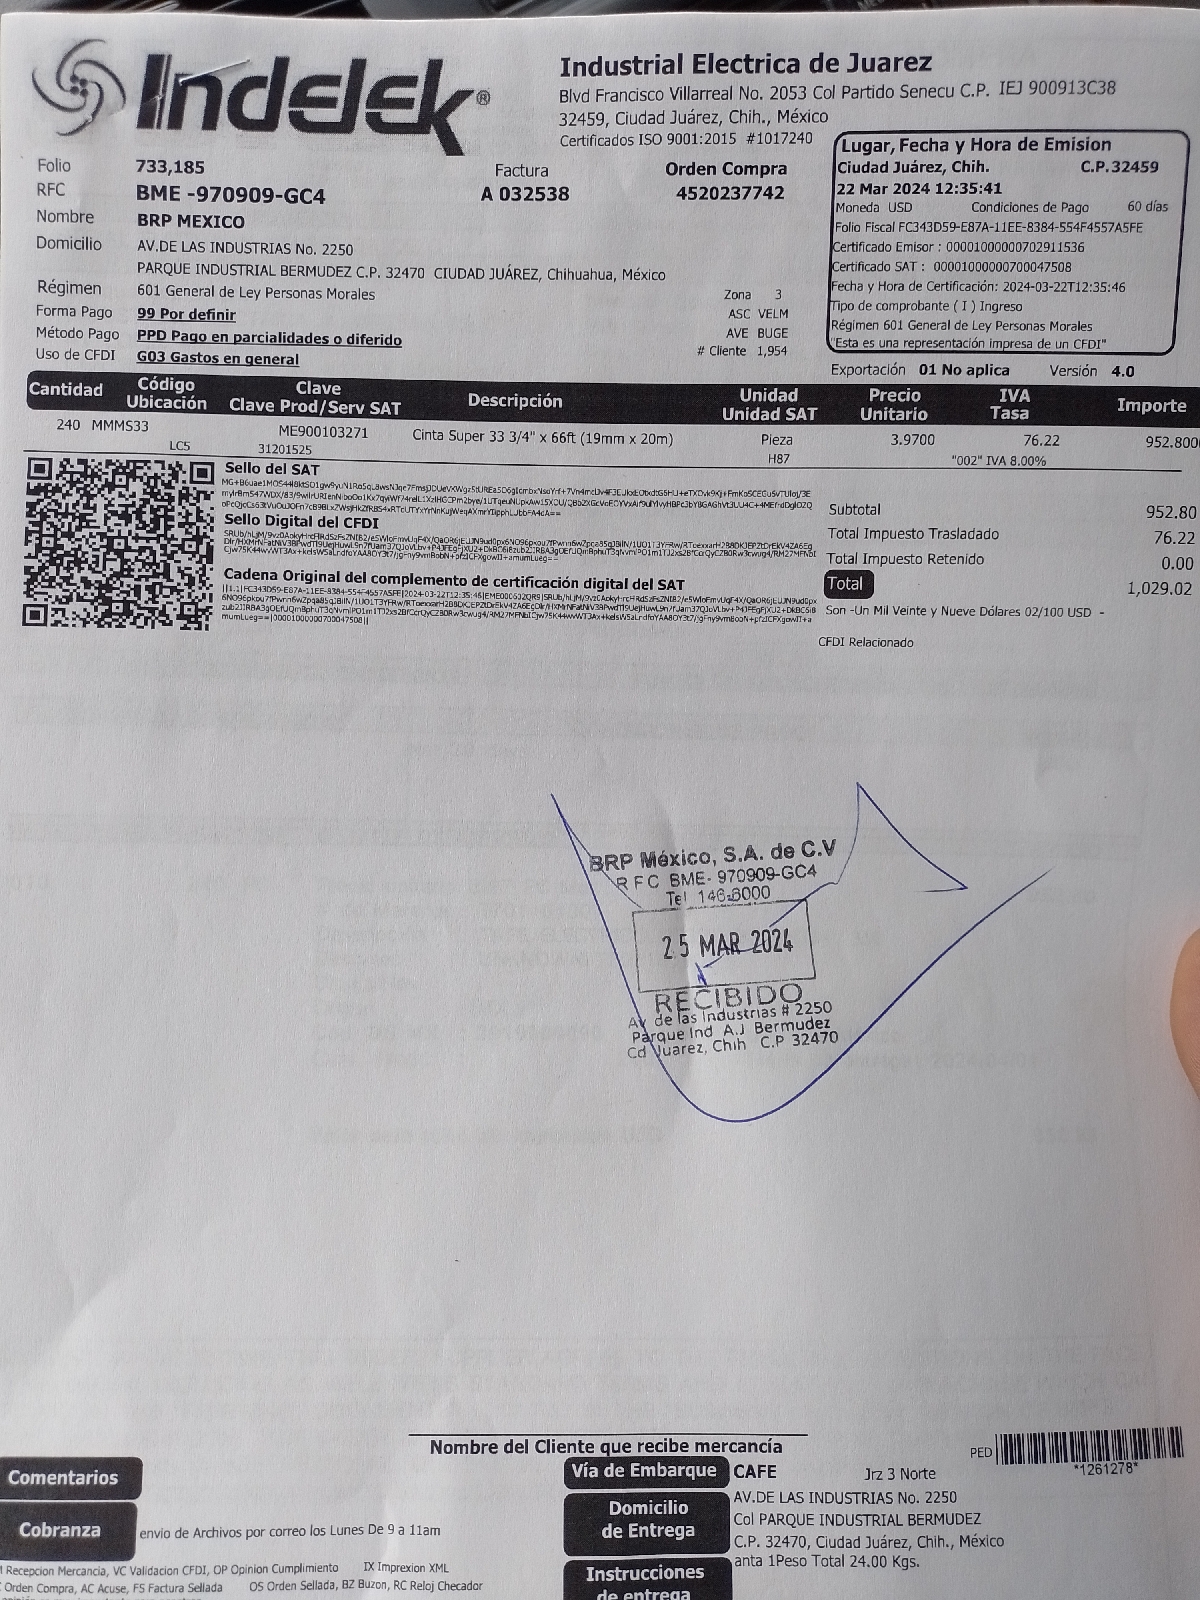 Indelek®
Industrial Electrica de Juarez
Blvd Francisco Villarreal No. 2053 Col Partido Senecu C.P. IEJ 900913C38
32459, Ciudad Juárez, Chih., México
Certificados ISO 9001:2015 #1017240
Folio 733,185 Factura Orden Compra
RFC BME -970909-GC4 A 032538 4520237742
Nombre BRP MEXICO
Domicilio AV.DE LAS INDUSTRIAS No. 2250
PARQUE INDUSTRIAL BERMUDEZ C.P. 32470 CIUDAD JUÁREZ, Chihuahua, México
Régimen 601 General de Ley Personas Morales
Forma Pago 99 Por definir
Método Pago PPD Pago en parcialidades o diferido
Uso de CFDI G03 Gastos en general
Zona 3
ASC VELM
AVE BUGE
# Cliente 1,954
Lugar, Fecha y Hora de Emision
Ciudad Juárez, Chih. C.P.32459
22 Mar 2024 12:35:41
Moneda USD Condiciones de Pago 60 días
Folio Fiscal FC343D59-E87A-11EE-8384-554F4557A5FE
Certificado Emisor : 00001000000702911536
Certificado SAT : 00001000000700047508
Fecha y Hora de Certificación: 2024-03-22T12:35:46
Tipo de comprobante ( I ) Ingreso
Régimen 601 General de Ley Personas Morales
"Esta es una representación impresa de un CFDI"
Exportación 01 No aplica Versión 4.0
Cantidad Código Ubicación Clave Clave Prod/Serv SAT Descripción Unidad Unidad SAT Precio Unitario IVA Tasa Importe
240 MMMS33 ME900103271 Cinta Super 33 3/4" x 66ft (19mm x 20m) Pieza 3.9700 76.22 952.800
LC5 31201525 H87 "002" IVA 8.00%
Sello del SAT
Sello Digital del CFDI
Cadena Original del complemento de certificación digital del SAT
Subtotal 952.80
Total Impuesto Trasladado 76.22
Total Impuesto Retenido 0.00
Total 1,029.02
Son -Un Mil Veinte y Nueve Dólares 02/100 USD -
CFDI Relacionado
BRP México, S.A. de C.V
RFC BME- 970909-GC4
Tel 146-8000
25 MAR 2024
RECIBIDO
Av de las Industrias # 2250
Parque Ind A.J Bermudez
Cd Juarez, Chih C.P 32470
Nombre del Cliente que recibe mercancía
PED
*1261278*
Comentarios
Vía de Embarque CAFE Jrz 3 Norte
Cobranza envio de Archivos por correo los Lunes De 9 a 11am
Domicilio de Entrega
AV.DE LAS INDUSTRIAS No. 2250
Col PARQUE INDUSTRIAL BERMUDEZ
C.P. 32470, Ciudad Juárez, Chih., México
anta 1Peso Total 24.00 Kgs.
Recepcion Mercancia, VC Validacion CFDI, OP Opinion Cumplimiento IX Imprexion XML
Orden Compra, AC Acuse, FS Factura Sellada OS Orden Sellada, BZ Buzon, RC Reloj Checador
Instrucciones
de entrega